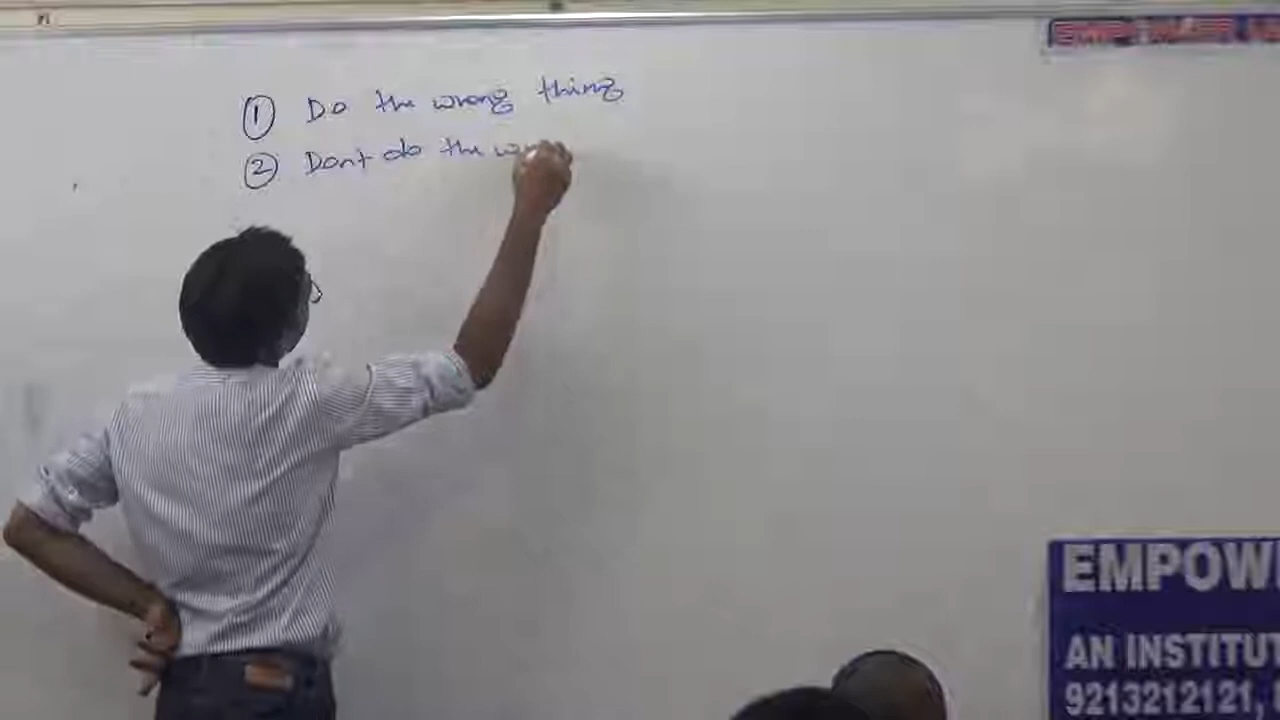 ① Do the wrong thing
② Dont do the
EMPOW
AN INSTITUT
9213212121,